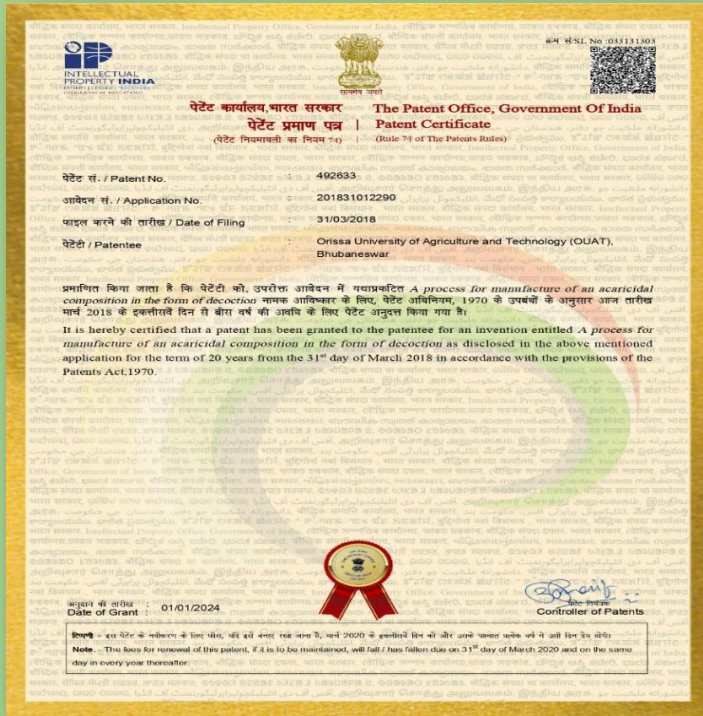 क्रम सं/SL No :033131303
INTELLECTUAL
PROPERTY INDIA
PATENTS | DESIGNS | TRADE MARKS
GEOGRAPHICAL INDICATIONS
सत्यमेव जयते
पेटेंट कार्यालय,भारत सरकार
पेटेंट प्रमाण पत्र
(पेटेंट नियमावली का नियम 74)
The Patent Office, Government Of India
Patent Certificate
(Rule 74 of The Patents Rules)
पेटेंट सं. / Patent No. : 492633
आवेदन सं. / Application No. : 201831012290
फाइल करने की तारीख / Date of Filing : 31/03/2018
पेटेंटी / Patentee : Orissa University of Agriculture and Technology (OUAT),
Bhubaneswar
प्रमाणित किया जाता है कि पेटेंटी को, उपरोक्त आवेदन में यथाप्रकटित A process for manufacture of an acaricidal
composition in the form of decoction नामक आविष्कार के लिए, पेटेंट अधिनियम, 1970 के उपबंधों के अनुसार आज तारीख
मार्च 2018 के इकतीसवें दिन से बीस वर्ष की अवधि के लिए पेटेंट अनुदत्त किया गया है।
It is hereby certified that a patent has been granted to the patentee for an invention entitled A process for
manufacture of an acaricidal composition in the form of decoction as disclosed in the above mentioned
application for the term of 20 years from the 31st day of March 2018 in accordance with the provisions of the
Patents Act,1970.
अनुदान की तारीख :
Date of Grant : 01/01/2024
पेटेंट नियंत्रक
Controller of Patents
टिप्पणी - इस पेटेंट के नवीकरण के लिए फीस, यदि इसे बनाए रखा जाना है, मार्च 2020 के इकतीसवें दिन को और उसके पश्चात प्रत्येक वर्ष मे उसी दिन देय होगी।
Note. - The fees for renewal of this patent, if it is to be maintained, will fall / has fallen due on 31st day of March 2020 and on the same
day in every year thereafter.